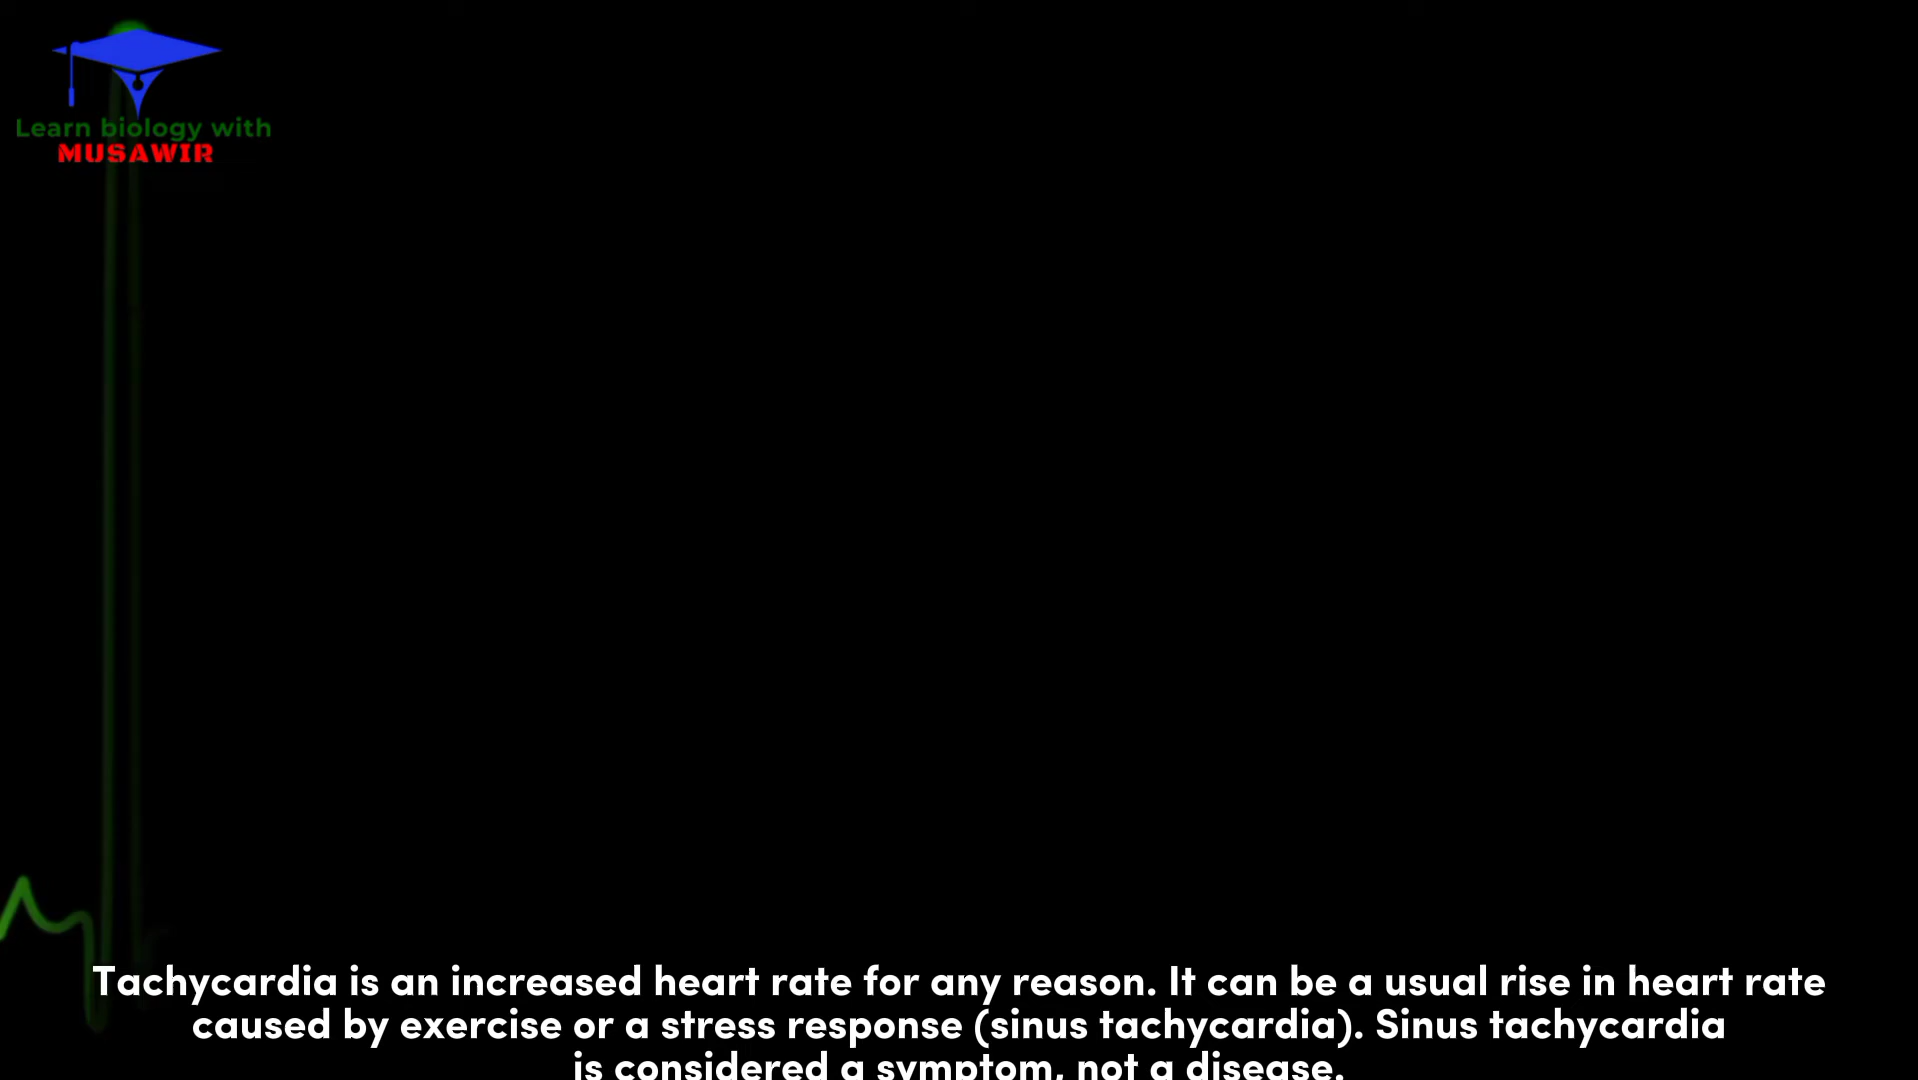 Learn biology with
MUSAWIR
Tachycardia is an increased heart rate for any reason. It can be a usual rise in heart rate
caused by exercise or a stress response (sinus tachycardia). Sinus tachycardia
is considered a symptom, not a disease.